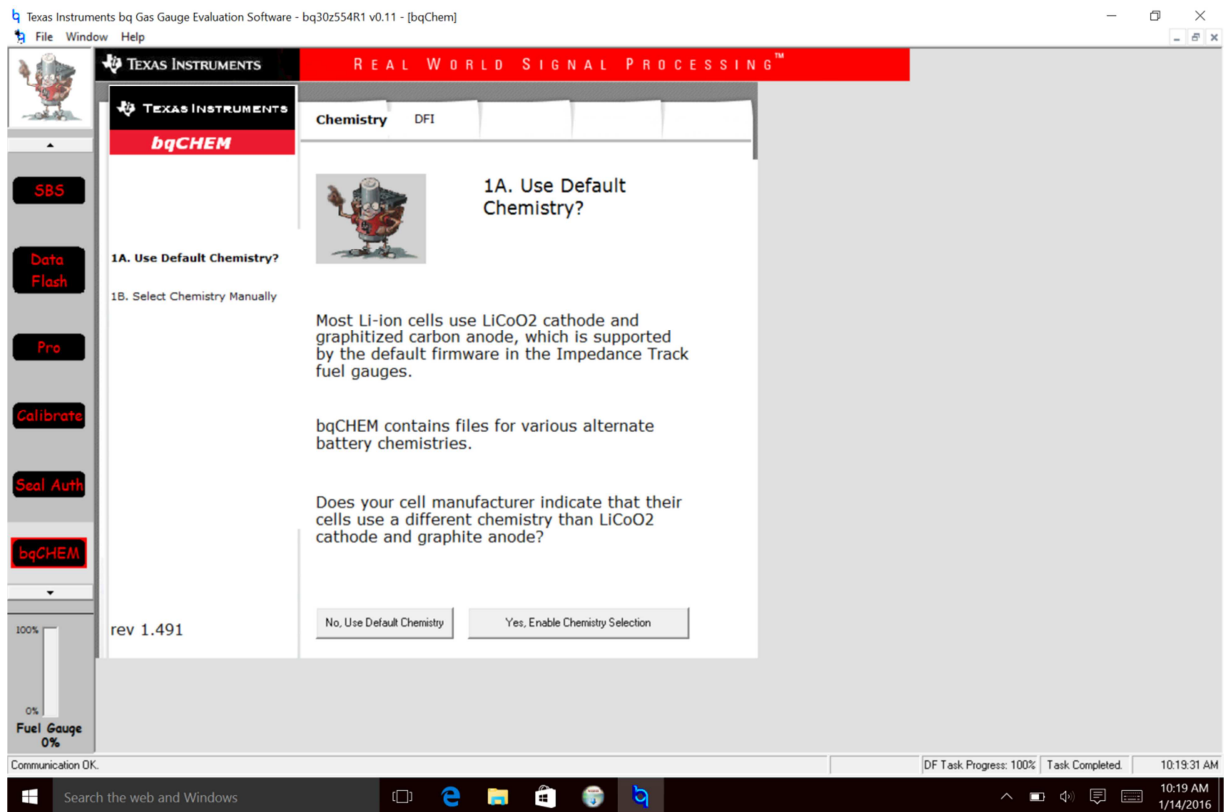 Texas Instruments bq Gas Gauge Evaluation Software - bq30z554R1 v0.11 - [bqChem]
File Window Help
TEXAS INSTRUMENTS
REAL WORLD SIGNAL PROCESSING™
TEXAS INSTRUMENTS
bqCHEM
Chemistry DFI
SBS
Data
Flash
Pro
Calibrate
Seal Auth
bqCHEM
100%
0%
Fuel Gauge
0%
1A. Use Default Chemistry?
1B. Select Chemistry Manually
rev 1.491
1A. Use Default
Chemistry?
Most Li-ion cells use LiCoO2 cathode and
graphitized carbon anode, which is supported
by the default firmware in the Impedance Track
fuel gauges.
bqCHEM contains files for various alternate
battery chemistries.
Does your cell manufacturer indicate that their
cells use a different chemistry than LiCoO2
cathode and graphite anode?
No, Use Default Chemistry
Yes, Enable Chemistry Selection
Communication OK.
DF Task Progress: 100% Task Completed. 10:19:31 AM
Search the web and Windows
10:19 AM
1/14/2016